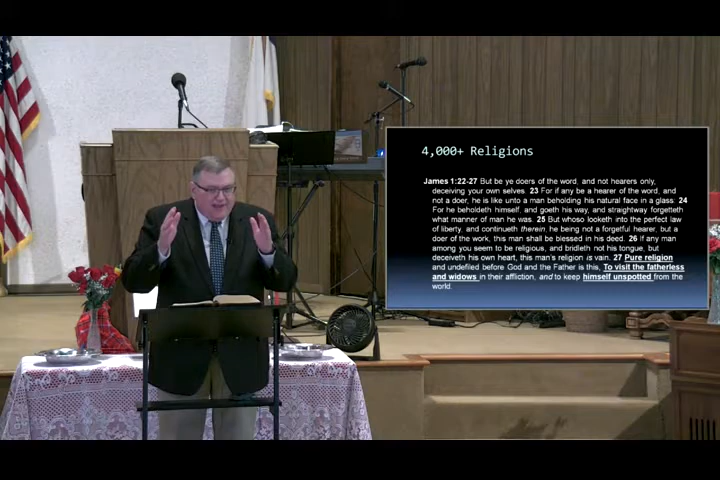 4,000+ Religions
James 1:22-27 But be ye doers of the word, and not hearers only,
deceiving your own selves. 23 For if any be a hearer of the word, and
not a doer, he is like unto a man beholding his natural face in a glass: 24
For he beholdeth himself, and goeth his way, and straightway forgetteth
what manner of man he was. 25 But whoso looketh into the perfect law
of liberty, and continueth therein, he being not a forgetful hearer, but a
doer of the work, this man shall be blessed in his deed. 26 If any man
among you seem to be religious, and bridleth not his tongue, but
deceiveth his own heart, this man's religion is vain. 27 Pure religion
and undefiled before God and the Father is this, To visit the fatherless
and widows in their affliction, and to keep himself unspotted from the
world.